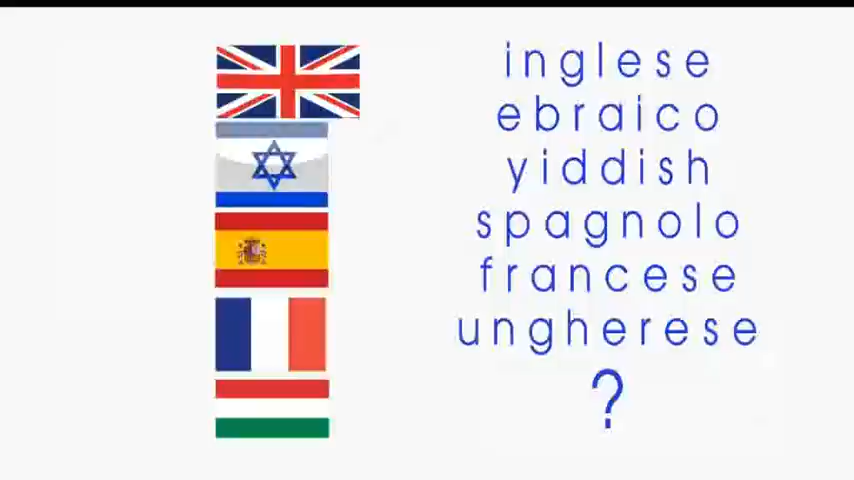 inglese
ebraico
yiddish
spagnolo
francese
ungherese
?